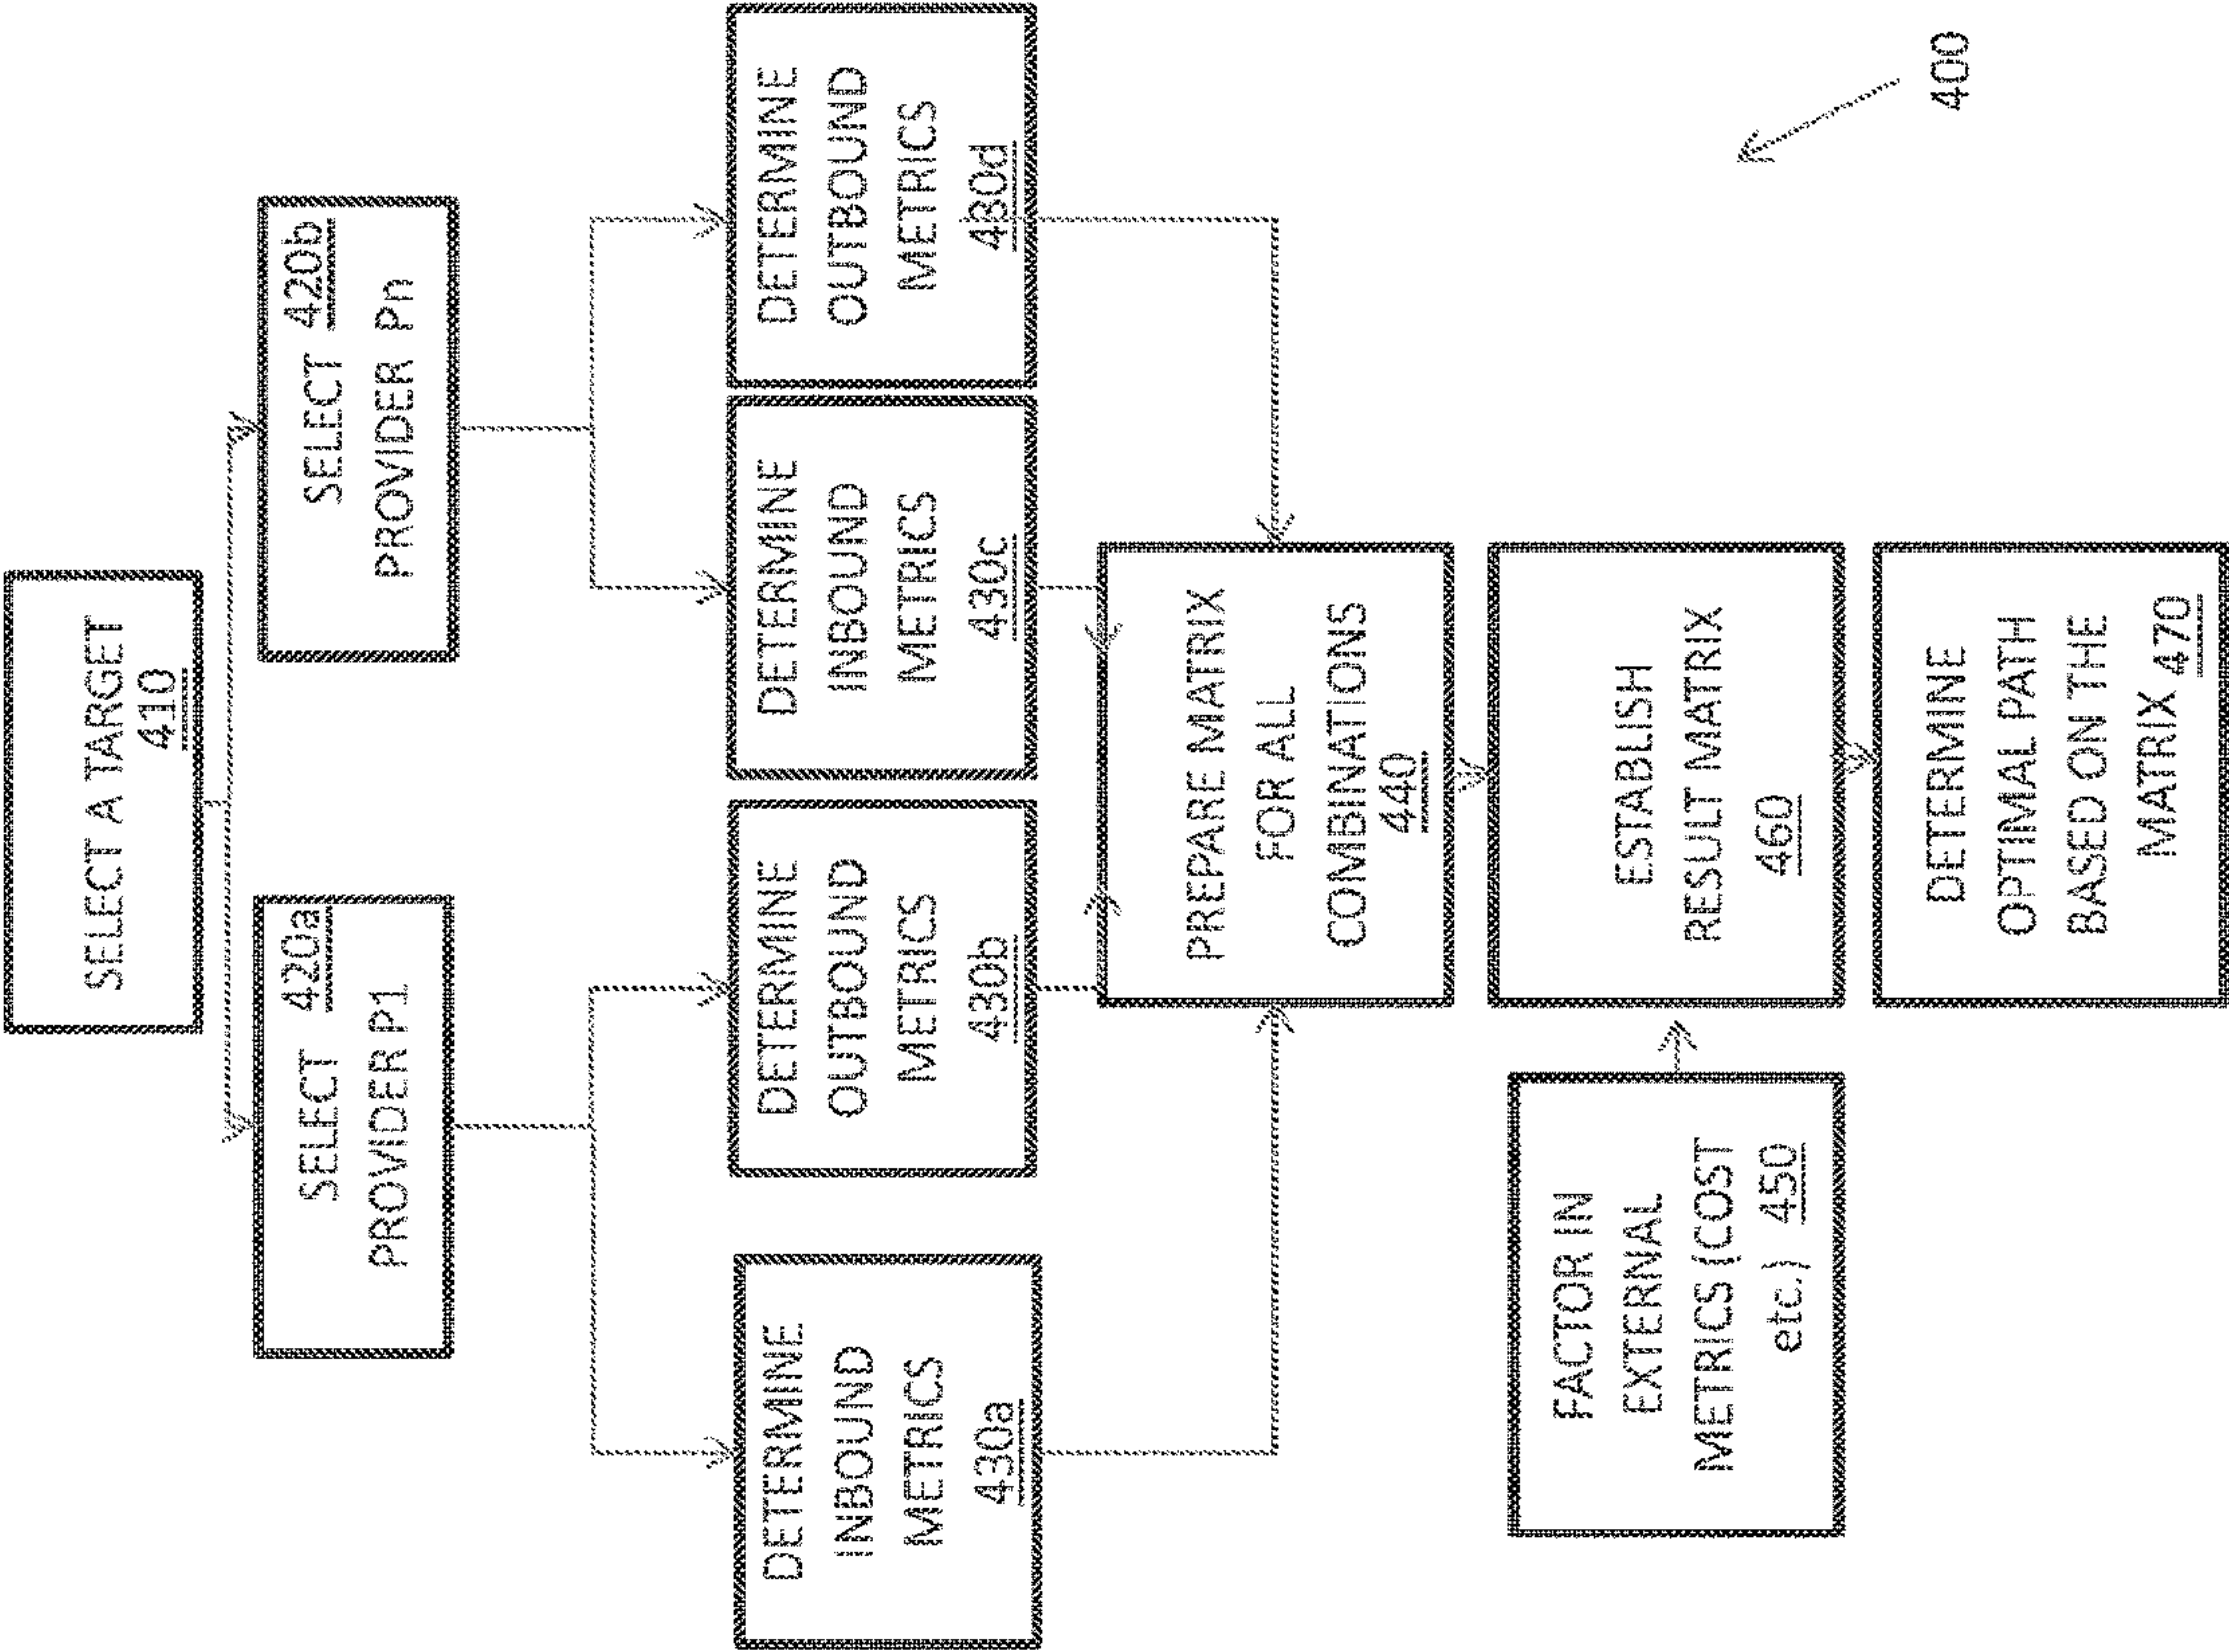 SELECT A TARGET
410
SELECT 420a
PROVIDER P1
SELECT 420b
PROVIDER Pn
DETERMINE
INBOUND
METRICS
430a
DETERMINE
OUTBOUND
METRICS
430b
DETERMINE
INBOUND
METRICS
430c
DETERMINE
OUTBOUND
METRICS
430d
PREPARE MATRIX
FOR ALL
COMBINATIONS
440
FACTOR IN
EXTERNAL
METRICS (COST
etc.) 450
ESTABLISH
RESULT MATRIX
460
DETERMINE
OPTIMAL PATH
BASED ON THE
MATRIX 470
400